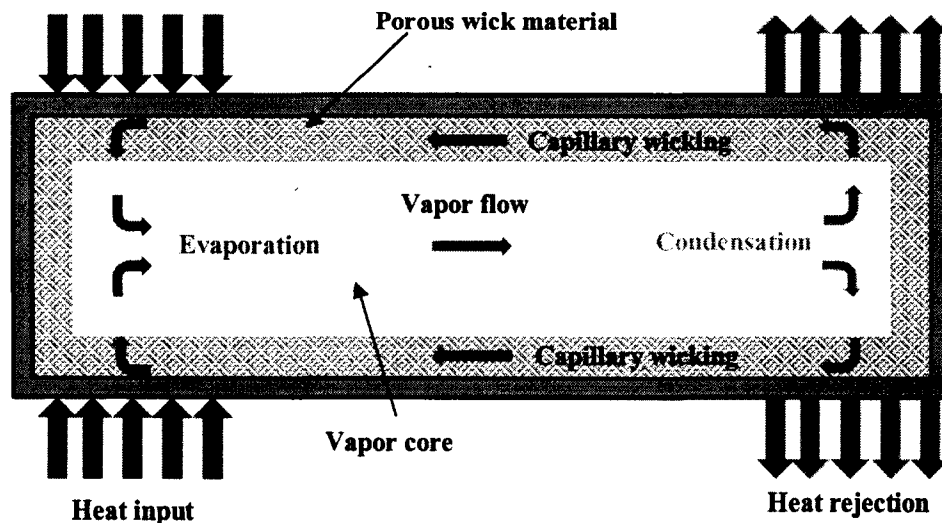 Porous wick material
Capillary wicking
Vapor flow
Evaporation
Condensation
Capillary wicking
Vapor core
Heat input
Heat rejection